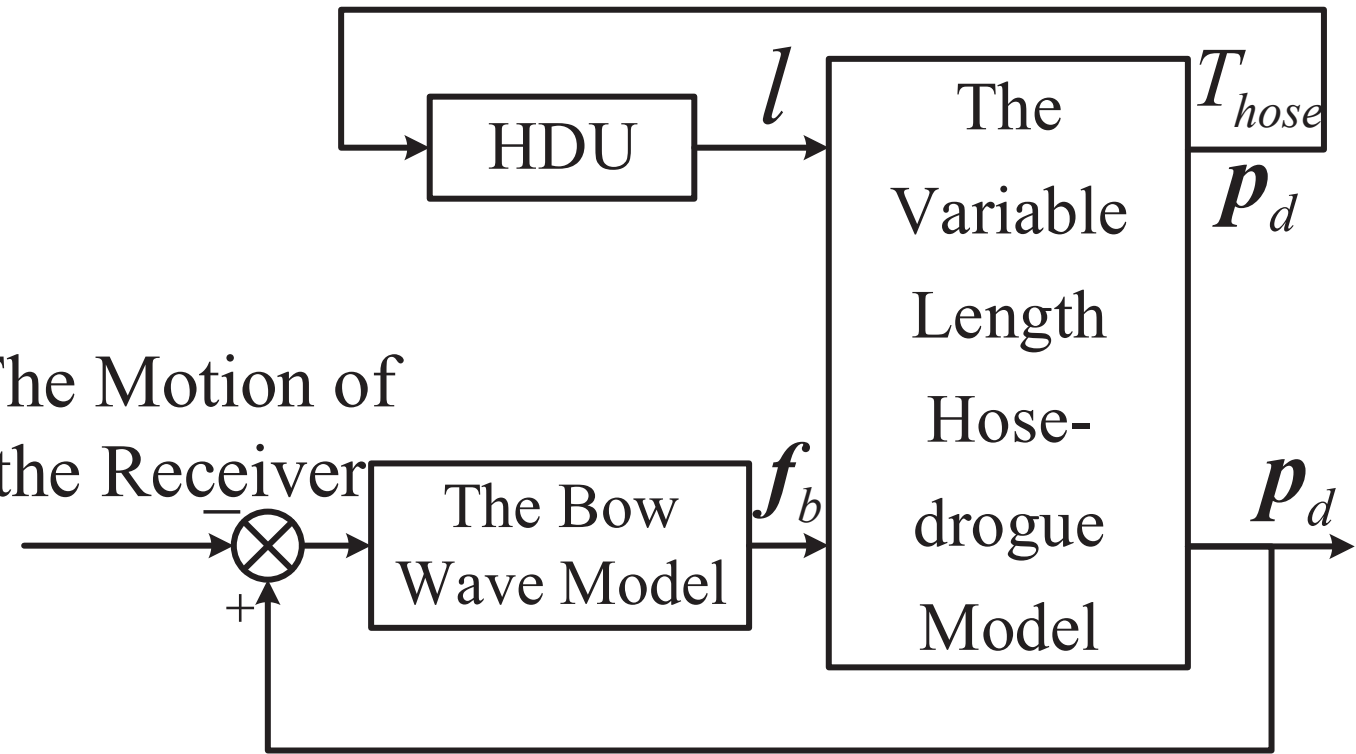 HDU
l
The
Variable
Length
Hose-
drogue
Model
T_hose
p_d
The Motion of
the Receiver
−
+
The Bow
Wave Model
f_b
p_d